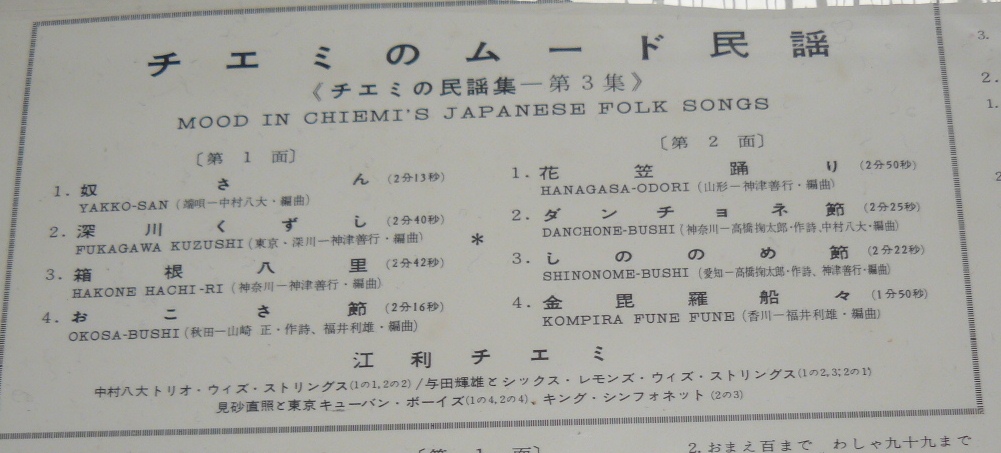 チエミのムード民謡
《チエミの民謡集—第3集》
MOOD IN CHIEMI'S JAPANESE FOLK SONGS
〔第 1 面〕
1. 奴さん (2分13秒)
YAKKO-SAN (端唄—中村八大・編曲)
2. 深川くずし (2分40秒)
FUKAGAWA KUZUSHI (東京・深川—神津善行・編曲)
3. 箱根八里 (2分42秒)
HAKONE HACHI-RI (神奈川—神津善行・編曲)
4. おこさ節 (2分16秒)
OKOSA-BUSHI (秋田—山崎 正・作詩、福井利雄・編曲)
*
〔第 2 面〕
1. 花笠踊り (2分50秒)
HANAGASA-ODORI (山形—神津善行・編曲)
2. ダンチョネ節 (2分25秒)
DANCHONE-BUSHI (神奈川—高橋掬太郎・作詩、中村八大・編曲)
3. しののめ節 (2分22秒)
SHINONOME-BUSHI (愛知—高橋掬太郎・作詩、神津善行・編曲)
4. 金毘羅船々 (1分50秒)
KOMPIRA FUNE FUNE (香川—福井利雄・編曲)
江利チエミ
中村八大トリオ・ウィズ・ストリングス(1の1, 2の2) / 与田輝雄とシックス・レモンズ・ウィズ・ストリングス(1の2, 3; 2の1)
見砂直照と東京キューバン・ボーイズ(1の4, 2の4)、キング・シンフォネット (2の3)
〔第 1 面〕
2. おまえ百まで わしゃ九十九まで
3.
2.
1.